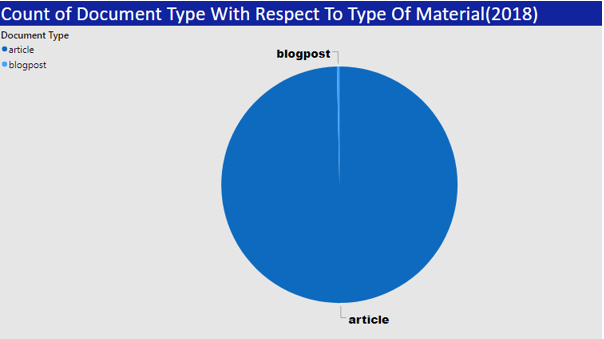 Count of Document Type With Respect To Type Of Material(2018)
Document Type
article
blogpost
blogpost
article